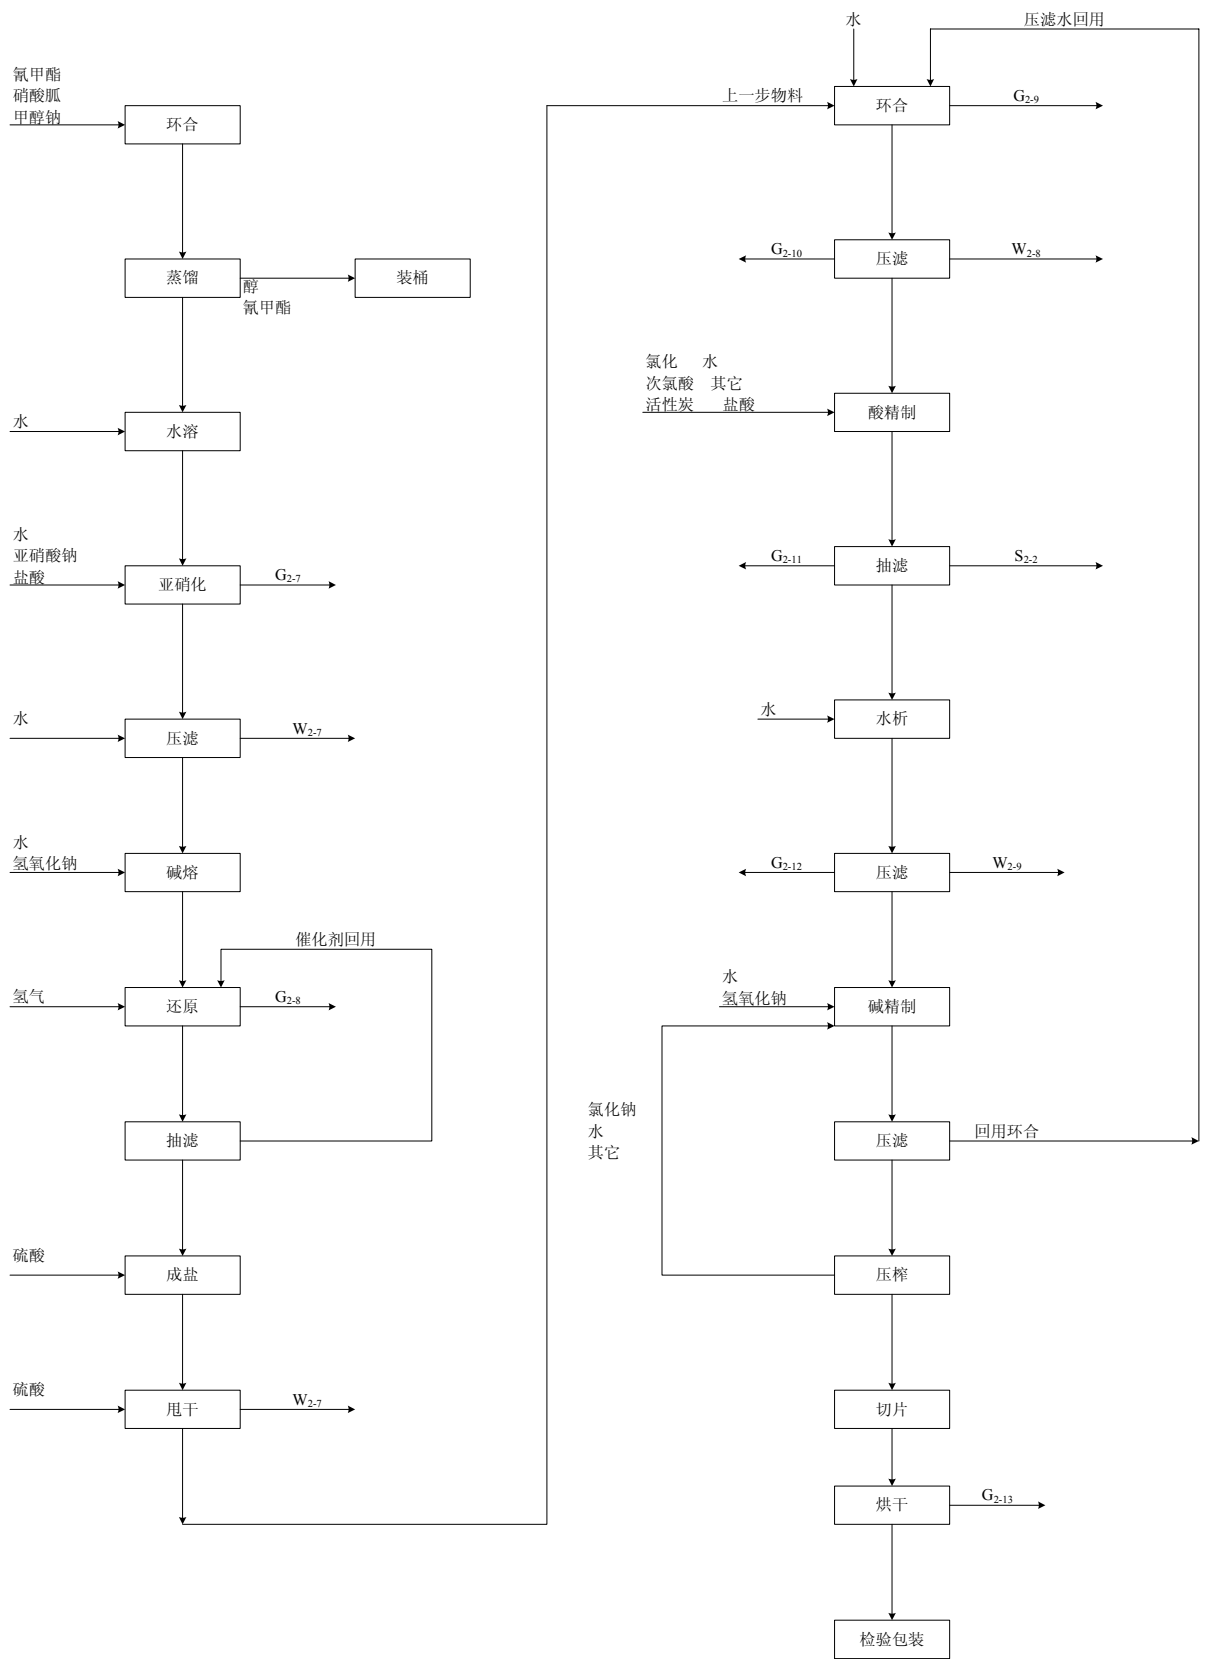 氰甲酯
硝酸胍
甲醇钠
环合
蒸馏
醇
氰甲酯
装桶
水
水溶
水
亚硝酸钠
盐酸
亚硝化
G2-7
水
压滤
W2-7
水
氢氧化钠
碱熔
催化剂回用
氢气
还原
G2-8
抽滤
硫酸
成盐
硫酸
甩干
W2-7
水
压滤水回用
上一步物料
环合
G2-9
G2-10
压滤
W2-8
氯化 水
次氯酸 其它
活性炭 盐酸
酸精制
G2-11
抽滤
S2-2
水
水析
G2-12
压滤
W2-9
水
氢氧化钠
碱精制
氯化钠
水
其它
压滤
回用环合
压榨
切片
烘干
G2-13
检验包装